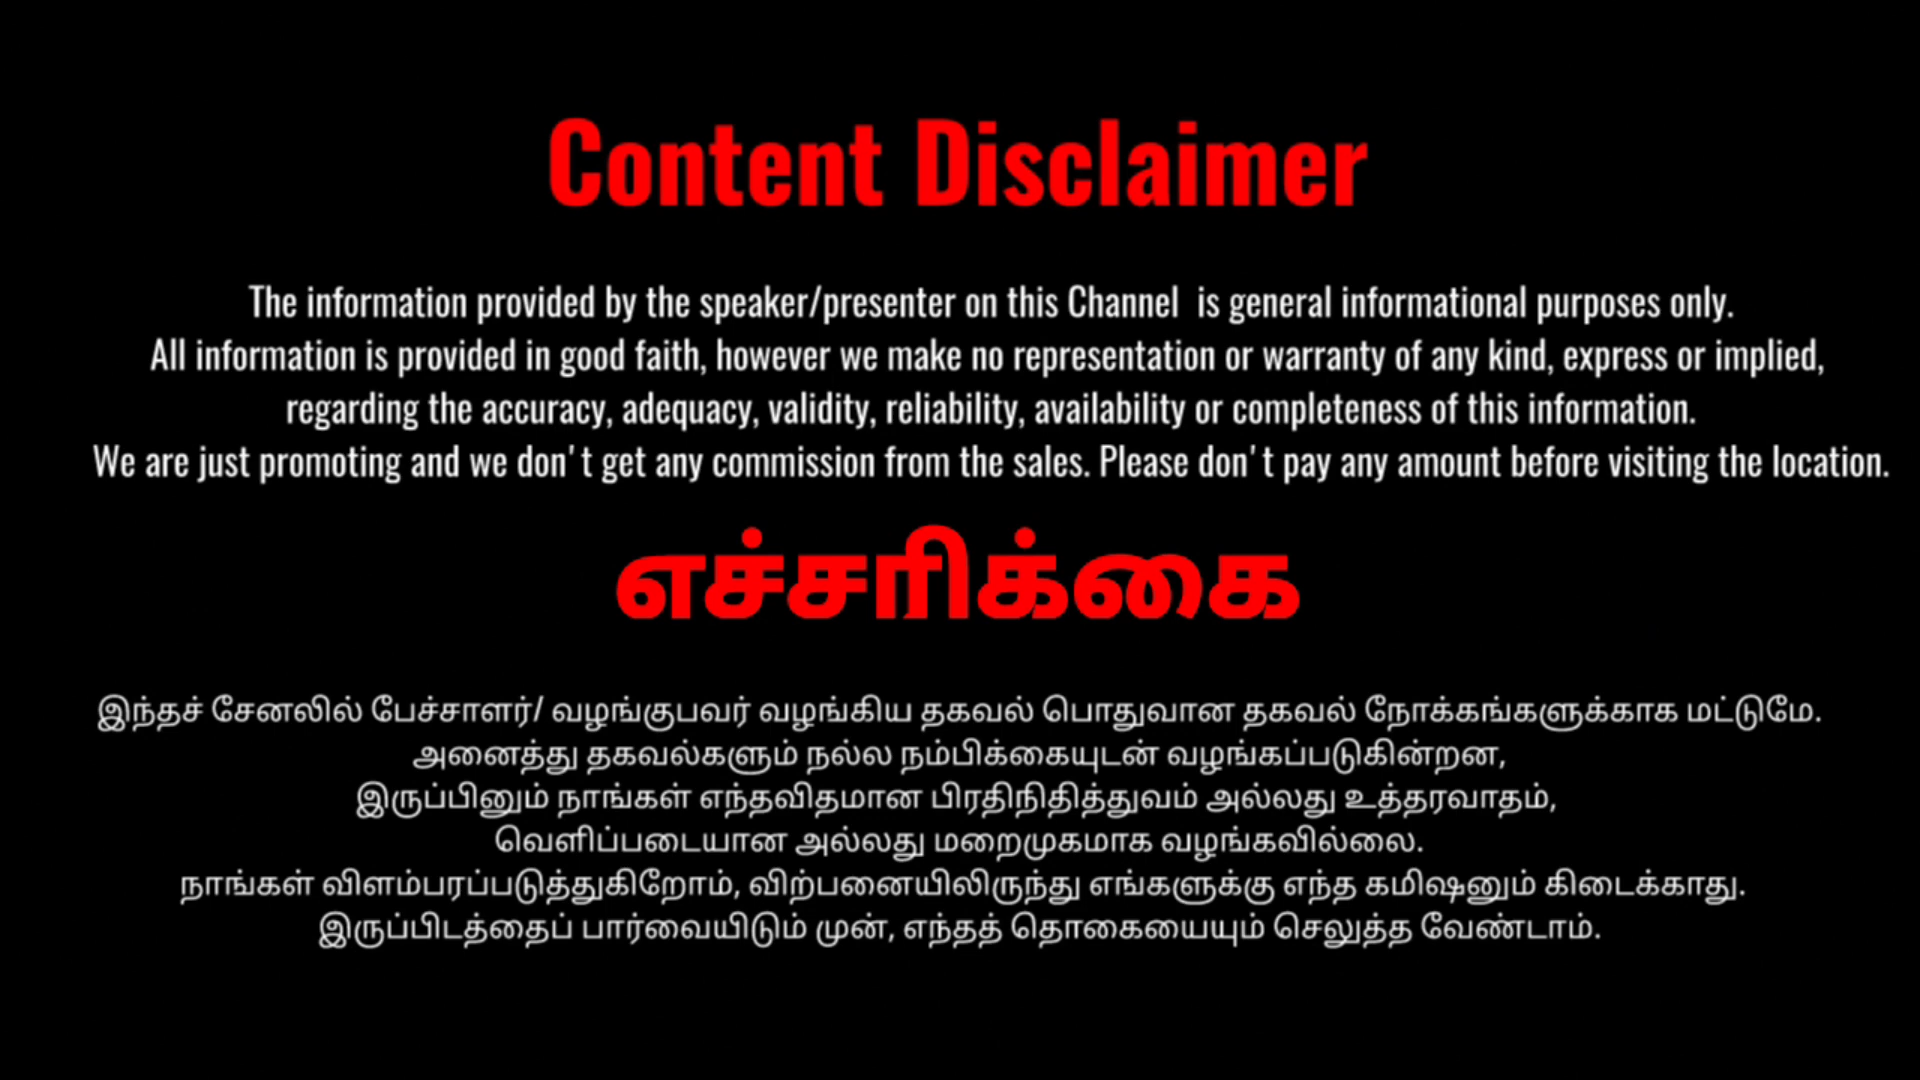 Content Disclaimer
The information provided by the speaker/presenter on this Channel  is general informational purposes only.
All information is provided in good faith, however we make no representation or warranty of any kind, express or implied,
regarding the accuracy, adequacy, validity, reliability, availability or completeness of this information.
We are just promoting and we don't get any commission from the sales. Please don't pay any amount before visiting the location.
எச்சரிக்கை
இந்தச் சேனலில் பேச்சாளர்/ வழங்குபவர் வழங்கிய தகவல் பொதுவான தகவல் நோக்கங்களுக்காக மட்டுமே.
அனைத்து தகவல்களும் நல்ல நம்பிக்கையுடன் வழங்கப்படுகின்றன,
இருப்பினும் நாங்கள் எந்தவிதமான பிரதிநிதித்துவம் அல்லது உத்தரவாதம்,
வெளிப்படையான அல்லது மறைமுகமாக வழங்கவில்லை.
நாங்கள் விளம்பரப்படுத்துகிறோம், விற்பனையிலிருந்து எங்களுக்கு எந்த கமிஷனும் கிடைக்காது.
இருப்பிடத்தைப் பார்வையிடும் முன், எந்தத் தொகையையும் செலுத்த வேண்டாம்.